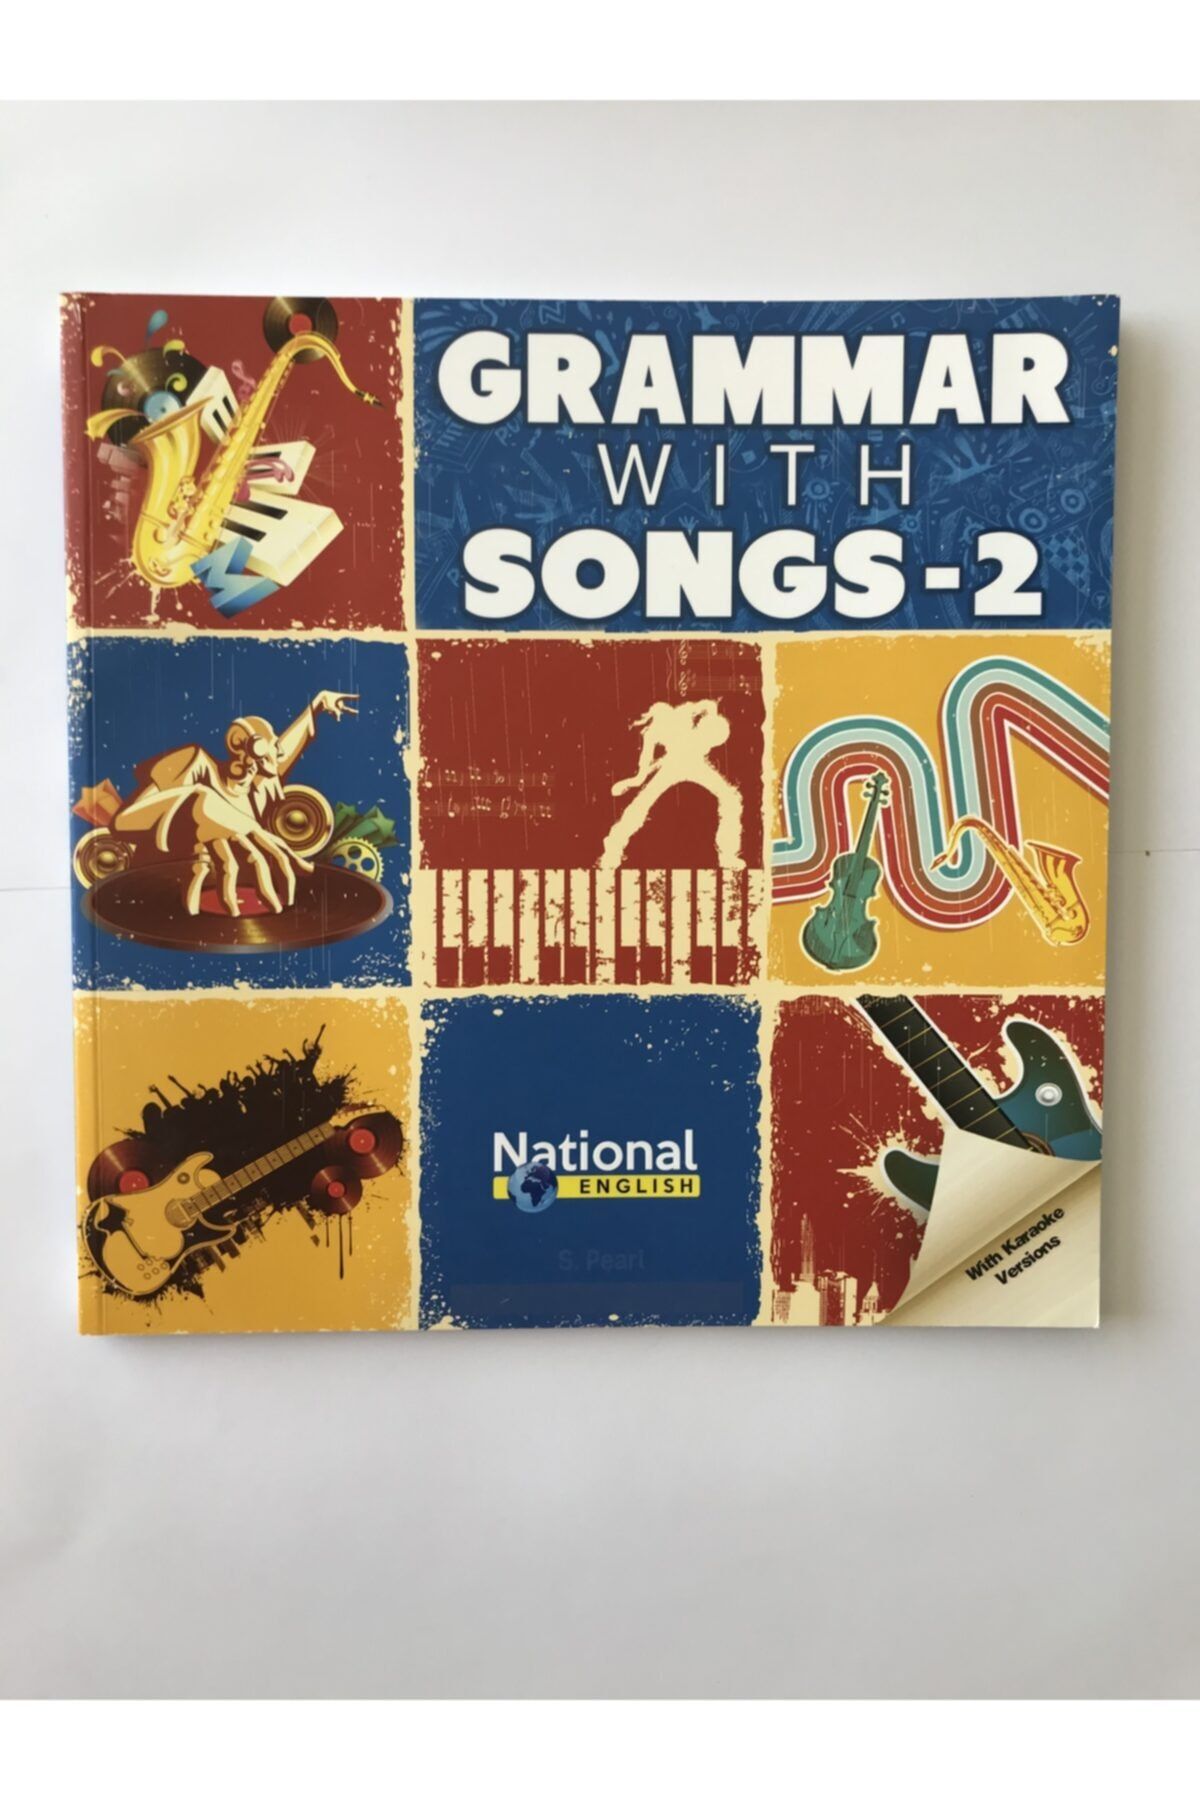 GRAMMAR
WITH
SONGS-2
National
ENGLISH
S. Pearl
With Karaoke
Versions